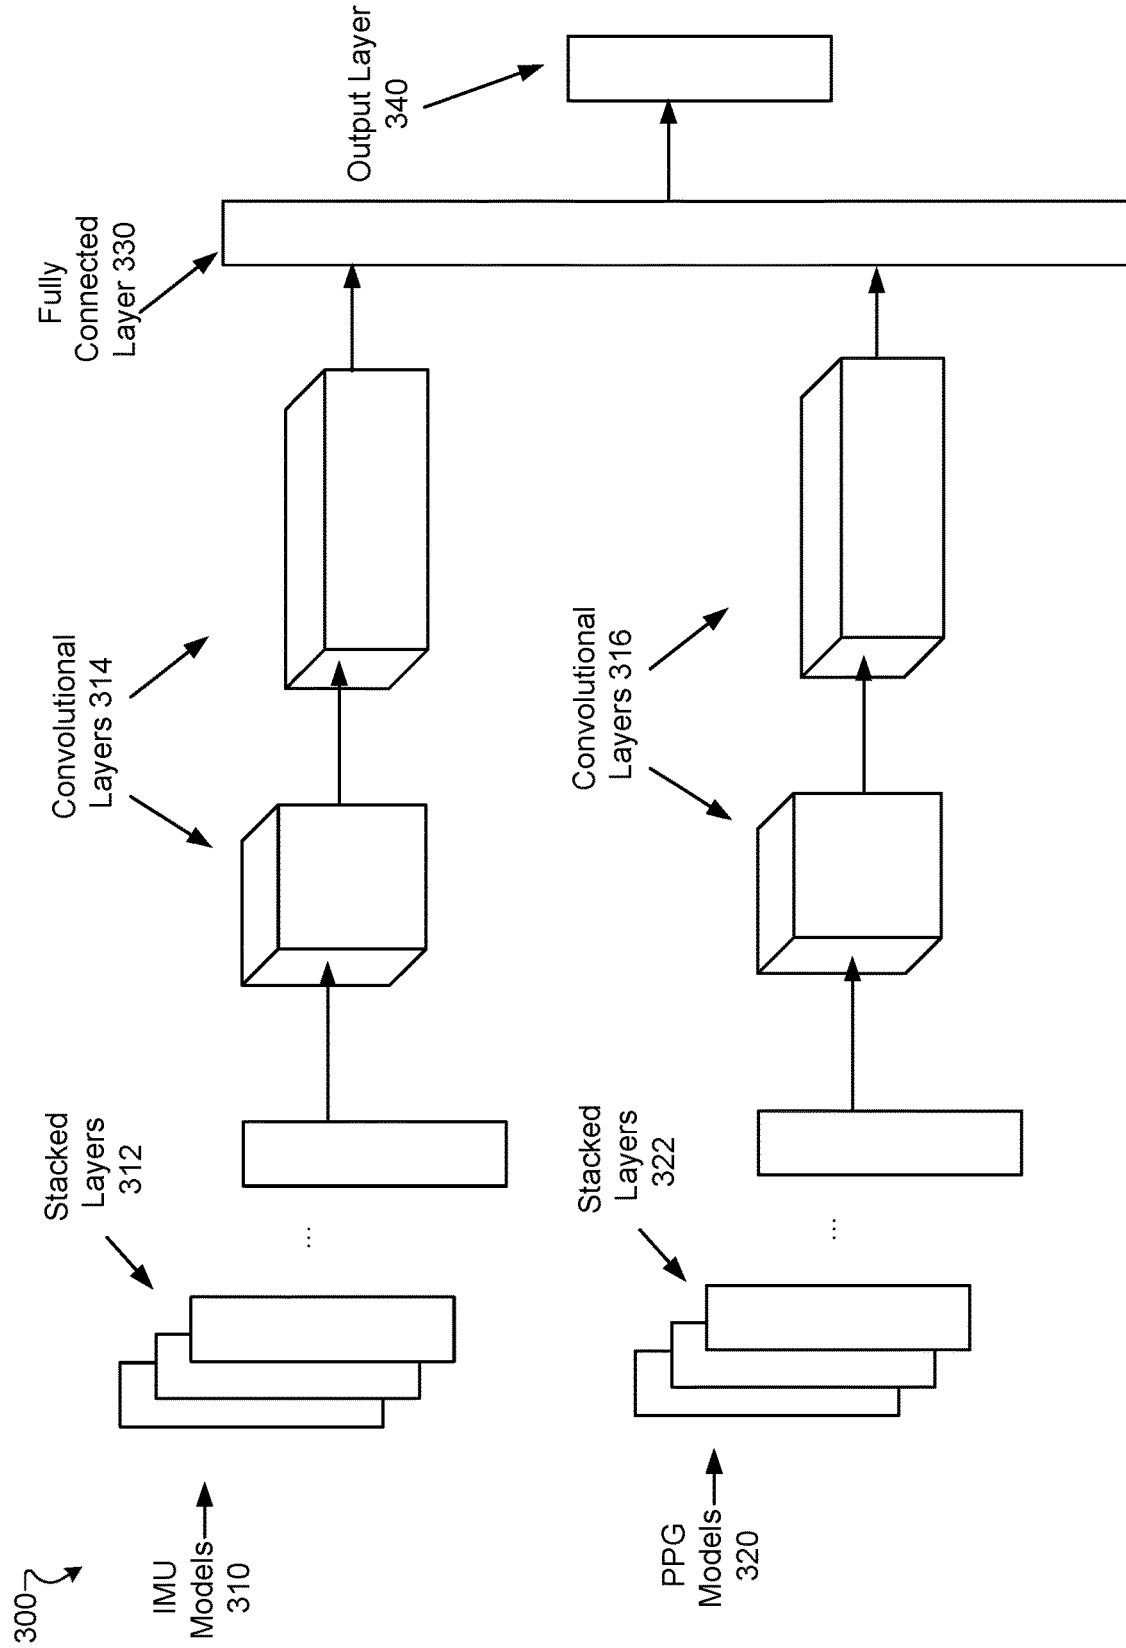 300
IMU
Models
310
Stacked
Layers
312
...
Convolutional
Layers 314
Fully
Connected
Layer 330
Output Layer
340
PPG
Models
320
Stacked
Layers
322
...
Convolutional
Layers 316